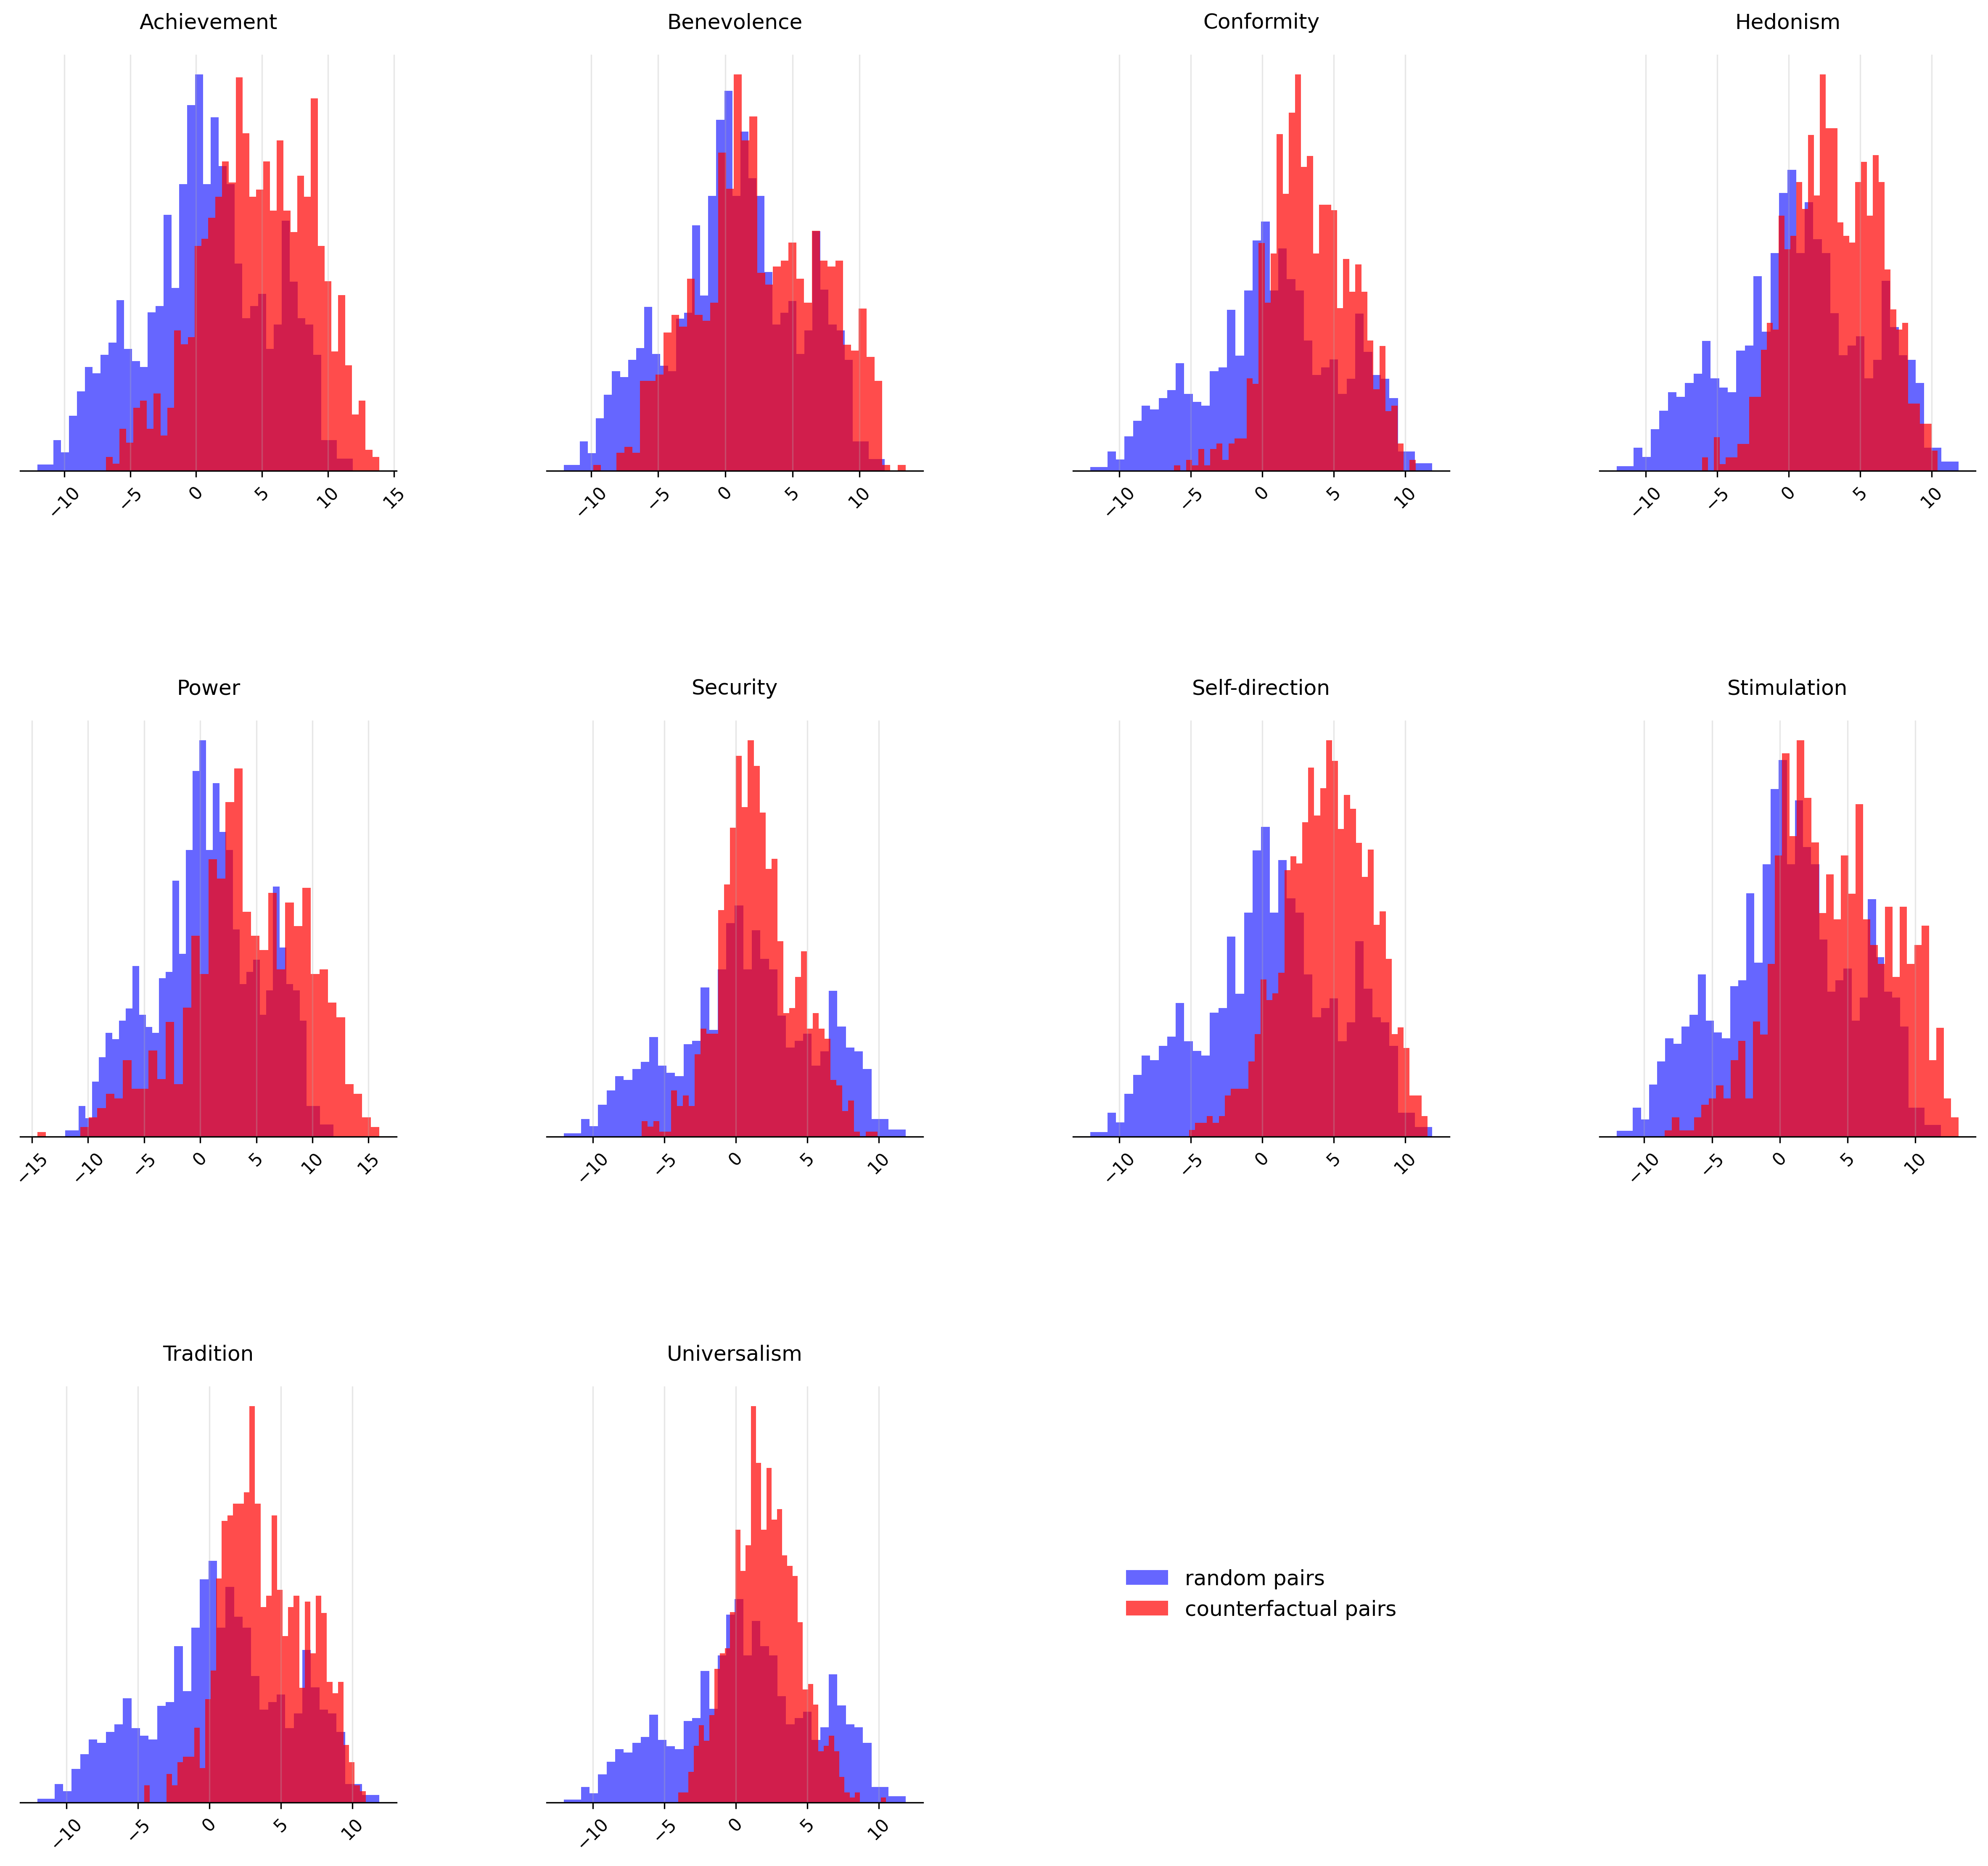 Achievement Benevolence Conformity Hedonism
−10 −5 0 5 10 15 −10 −5 0 5 10 −10 −5 0 5 10 −10 −5 0 5 10
Power Security Self-direction Stimulation
−15 −10 −5 0 5 10 15 −10 −5 0 5 10 −10 −5 0 5 10 −10 −5 0 5 10
Tradition Universalism
random pairs
counterfactual pairs
−10 −5 0 5 10 −10 −5 0 5 10